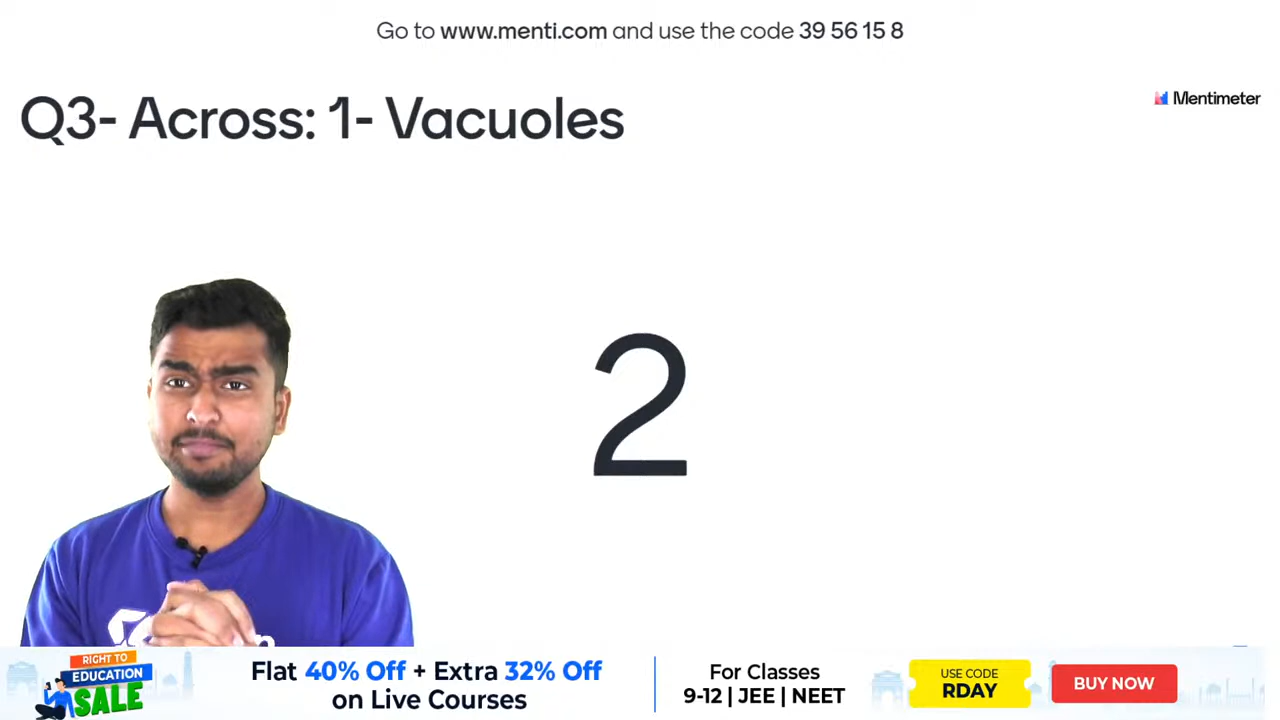 Go to www.menti.com and use the code 39 56 15 8
Mentimeter
Q3- Across: 1- Vacuoles
2
RIGHT TO
EDUCATION
SALE
Flat 40% Off + Extra 32% Off
on Live Courses
For Classes
9-12 | JEE | NEET
USE CODE
RDAY
BUY NOW